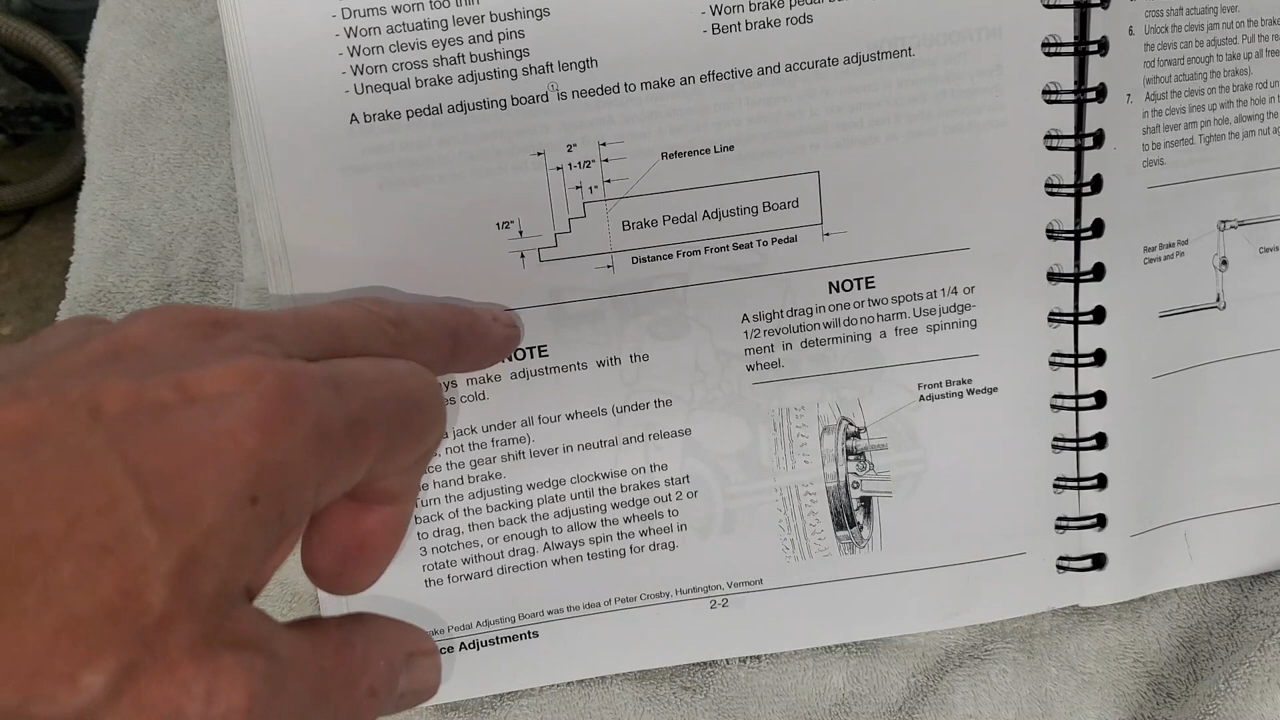 - Drums worn too thin
- Worn actuating lever bushings
- Worn clevis eyes and pins
- Worn cross shaft bushings
- Unequal brake adjusting shaft length
- Worn brake pedal
- Bent brake rods
A brake pedal adjusting board① is needed to make an effective and accurate adjustment.
2"
1-1/2"
1"
1/2"
Reference Line
Brake Pedal Adjusting Board
Distance From Front Seat To Pedal
NOTE
make adjustments with the
cold.
jack under all four wheels (under the
not the frame).
the gear shift lever in neutral and release
hand brake.
Turn the adjusting wedge clockwise on the
back of the backing plate until the brakes start
to drag, then back the adjusting wedge out 2 or
3 notches, or enough to allow the wheels to
rotate without drag. Always spin the wheel in
the forward direction when testing for drag.
NOTE
A slight drag in one or two spots at 1/4 or
1/2 revolution will do no harm. Use judge-
ment in determining a free spinning
wheel.
Front Brake
Adjusting Wedge
Pedal Adjusting Board was the idea of Peter Crosby, Huntington, Vermont
2-2
Adjustments
cross shaft actuating lever.
6. Unlock the clevis jam nut on the brake
the clevis can be adjusted. Pull the
rod forward enough to take up all
(without actuating the brakes).
7. Adjust the clevis on the brake rod
in the clevis lines up with the hole in
shaft lever arm pin hole, allowing the
to be inserted. Tighten the jam nut
clevis.
Rear Brake Rod
Clevis and Pin
Clevis